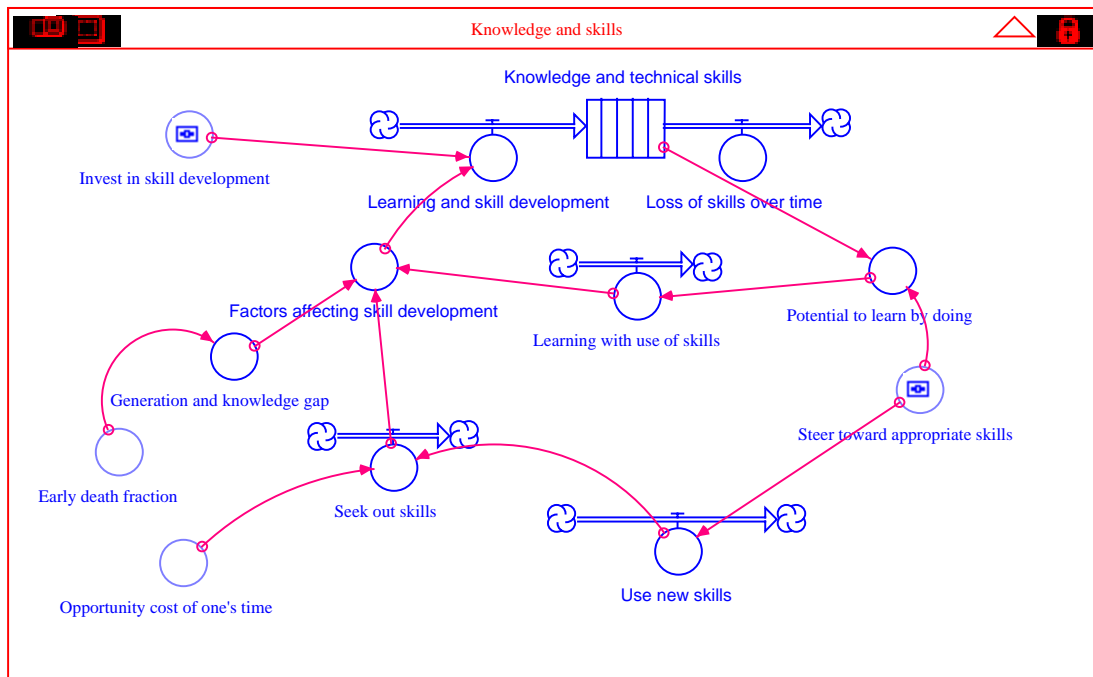 Knowledge and skills
Knowledge and technical skills
Invest in skill development
Learning and skill development
Loss of skills over time
Factors affecting skill development
Potential to learn by doing
Learning with use of skills
Generation and knowledge gap
Steer toward appropriate skills
Early death fraction
Seek out skills
Use new skills
Opportunity cost of one's time